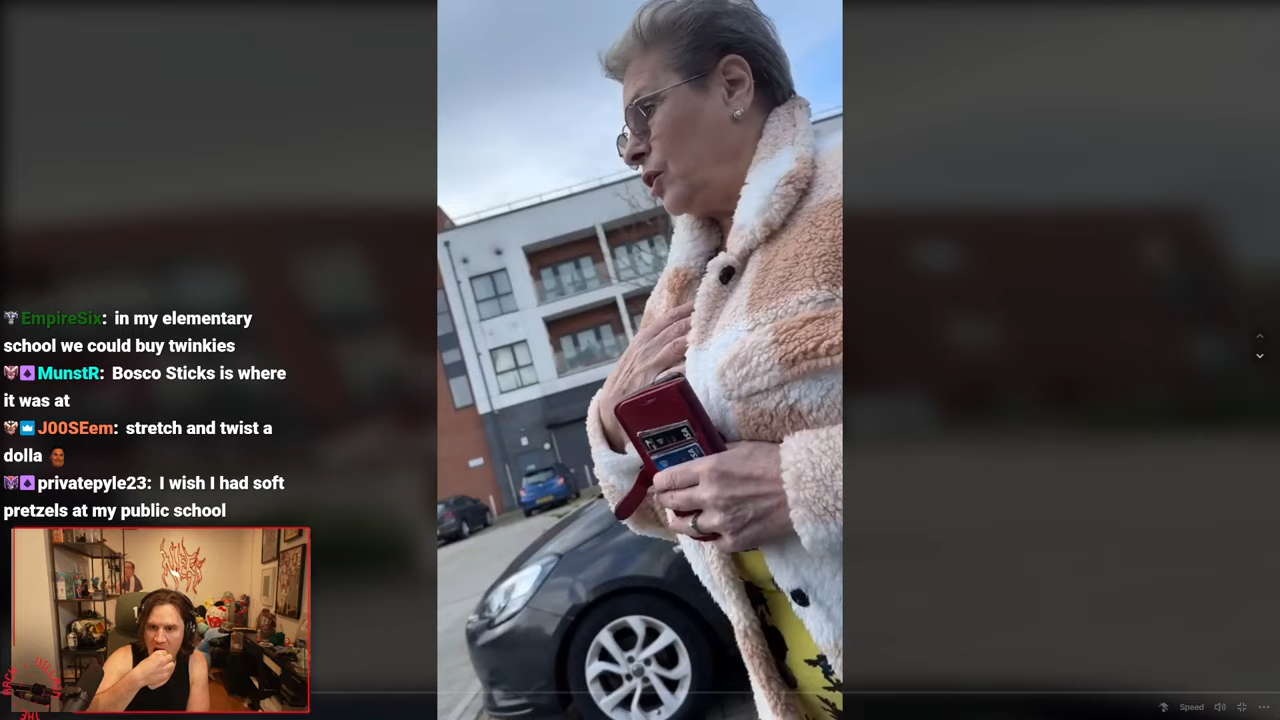 EmpireSix: in my elementary
school we could buy twinkies
MunstR: Bosco Sticks is where
it was at
J00SEem: stretch and twist a
dolla
privatepyle23: I wish I had soft
pretzels at my public school
Speed